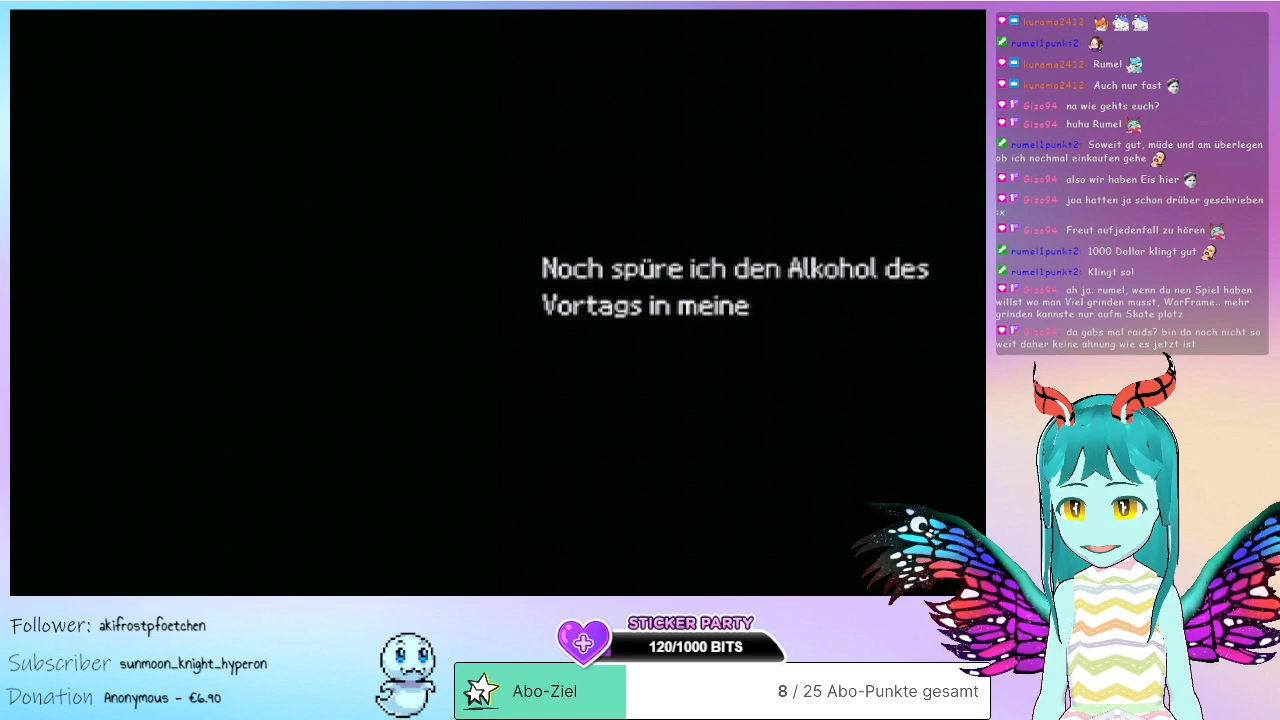 Noch spüre ich den Alkohol des
Vortags in meine
kurama2412
rumel1punkt2:
kurama2412 Rumel
kurama2412 Auch nur fast
Gizo94: na wie gehts euch?
Gizo94: huhu Rumel
rumel1punkt2: Soweit gut, müde und am überlegen
ob ich nochmal einkaufen gehe
Gizo94: also wir haben Eis hier
Gizo94: joa hatten ja schon drüber geschrieben
:x
Gizo94: Freut aufjedenfall zu hören
rumel1punkt2: 1000 Dollar klingt gut
rumel1punkt2: Klingt so!
Gizo94: ah ja. rumel, wenn du nen Spiel haben
willst wo man Viel grinden musst, WarFrame.. mehr
grinden kannste nur aufm Skate platz
Gizo94: da gabs mal raids? bin da noch nicht so
weit daher keine ahnung wie es jetzt ist
Follower: akifrostpfoetchen
Subscriber sunmoon_knight_hyperon
Donation Anonymous - €6.90
STICKER PARTY
120/1000 BITS
Abo-Ziel 8 / 25 Abo-Punkte gesamt